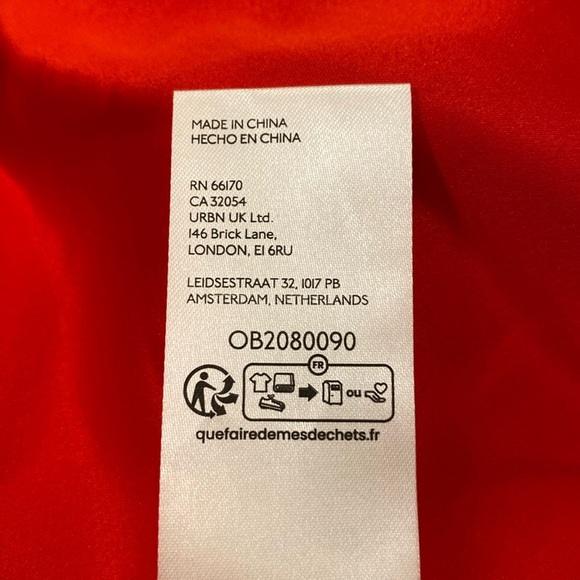 MADE IN CHINA
HECHO EN CHINA
RN 66170
CA 32054
URBN UK Ltd.
146 Brick Lane,
LONDON, E1 6RU
LEIDSESTRAAT 32, 1017 PB
AMSTERDAM, NETHERLANDS
OB2080090
FR
ou
quefairedemesdechets.fr